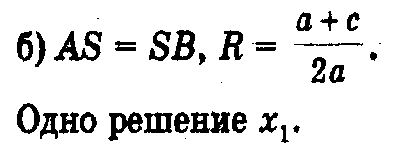 б) AS = SB, R = (a + c) / 2a.
Одно решение x₁.